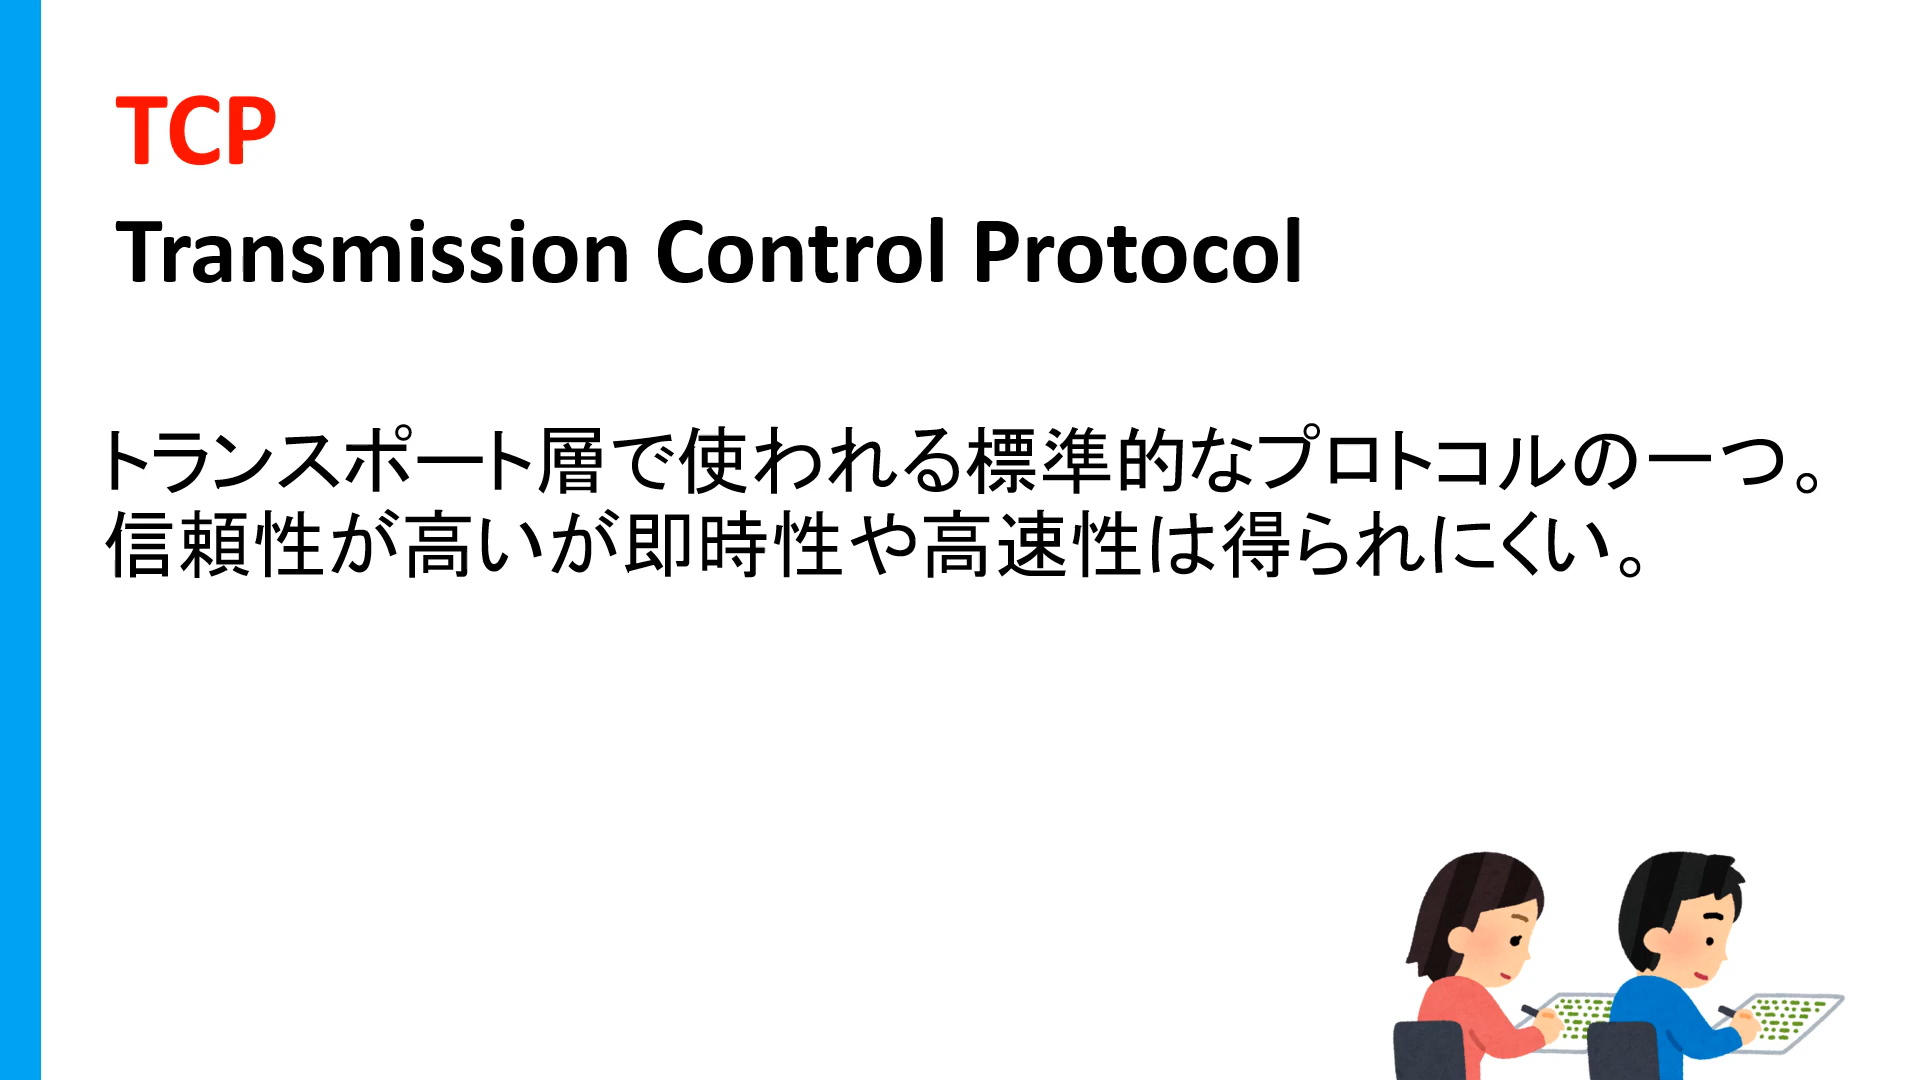 TCP
Transmission Control Protocol
トランスポート層で使われる標準的なプロトコルの一つ。
信頼性が高いが即時性や高速性は得られにくい。